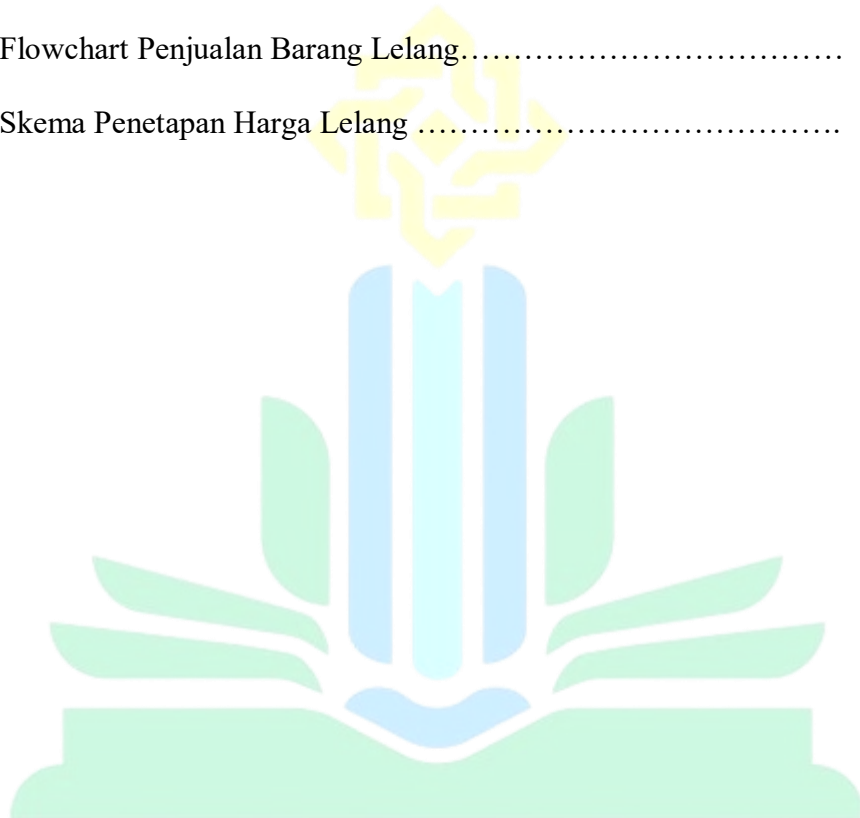 Flowchart Penjualan Barang Lelang………………………………
Skema Penetapan Harga Lelang ………………………………….